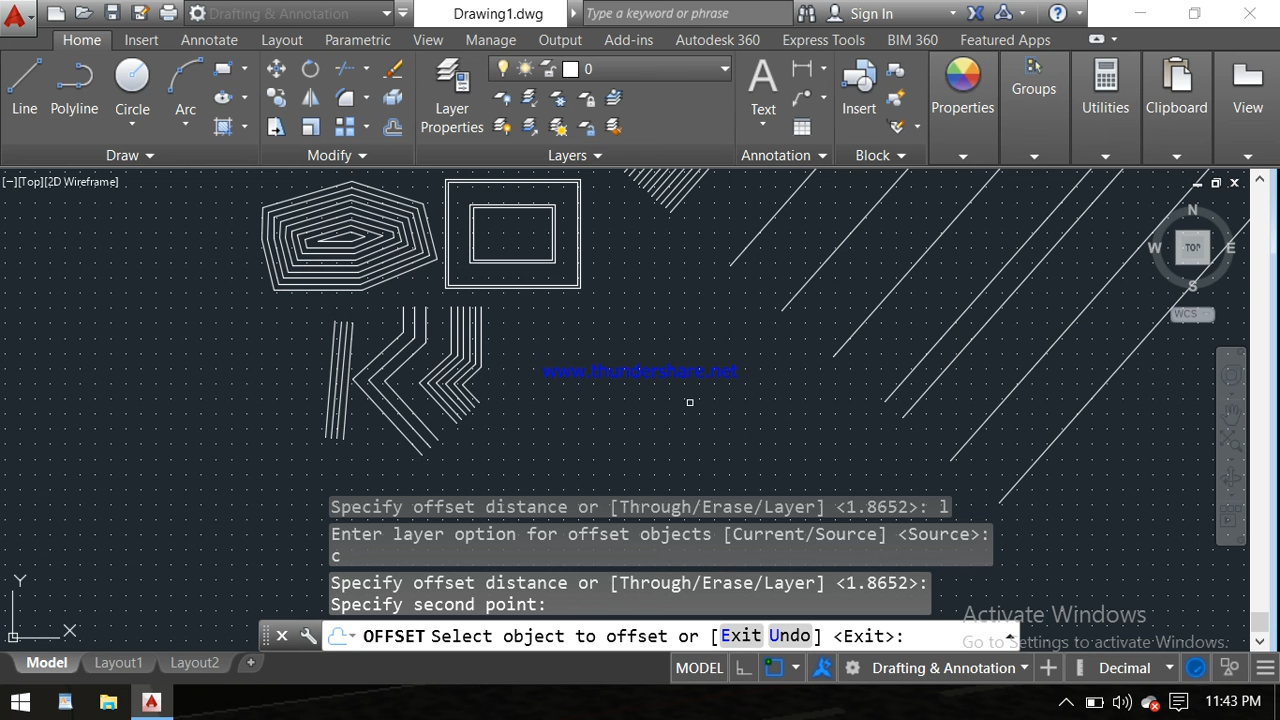 Drafting & Annotation
Drawing1.dwg
Type a keyword or phrase
Sign In
Home Insert Annotate Layout Parametric View Manage Output Add-ins Autodesk 360 Express Tools BIM 360 Featured Apps
Line
Polyline
Circle
Arc
Draw
Modify
Layer
Properties
0
Layers
Text
Annotation
Insert
Block
Properties
Groups
Utilities
Clipboard
View
[−][Top][2D Wireframe]
N
W TOP E
S
WCS
www.thundershare.net
Specify offset distance or [Through/Erase/Layer] <1.8652>: l
Enter layer option for offset objects [Current/Source] <Source>:
c
Specify offset distance or [Through/Erase/Layer] <1.8652>:
Specify second point:
OFFSET Select object to offset or [Exit Undo] <Exit>:
Y
X
Activate Windows
Go to Settings to activate Windows.
Model Layout1 Layout2
MODEL
Drafting & Annotation
Decimal
11:43 PM